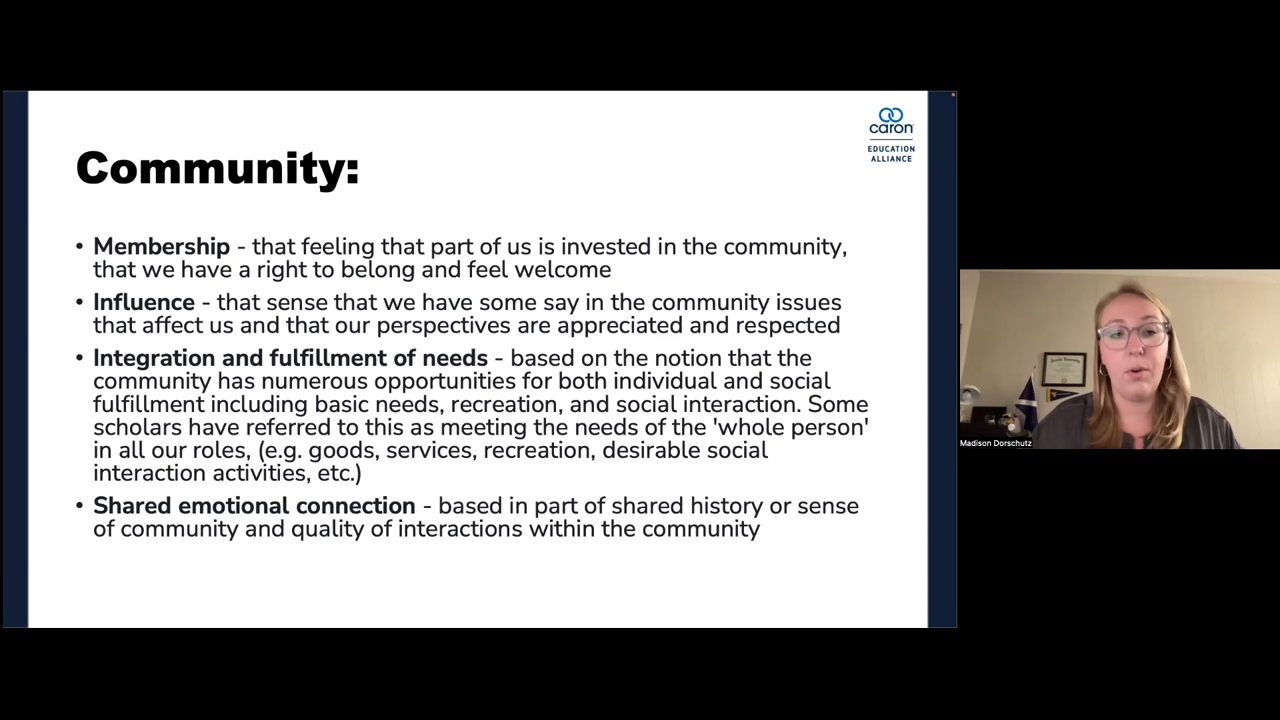 caron
EDUCATION
ALLIANCE
Community:
• Membership - that feeling that part of us is invested in the community,
that we have a right to belong and feel welcome
• Influence - that sense that we have some say in the community issues
that affect us and that our perspectives are appreciated and respected
• Integration and fulfillment of needs - based on the notion that the
community has numerous opportunities for both individual and social
fulfillment including basic needs, recreation, and social interaction. Some
scholars have referred to this as meeting the needs of the 'whole person'
in all our roles, (e.g. goods, services, recreation, desirable social
interaction activities, etc.)
• Shared emotional connection - based in part of shared history or sense
of community and quality of interactions within the community
Madison Dorschutz